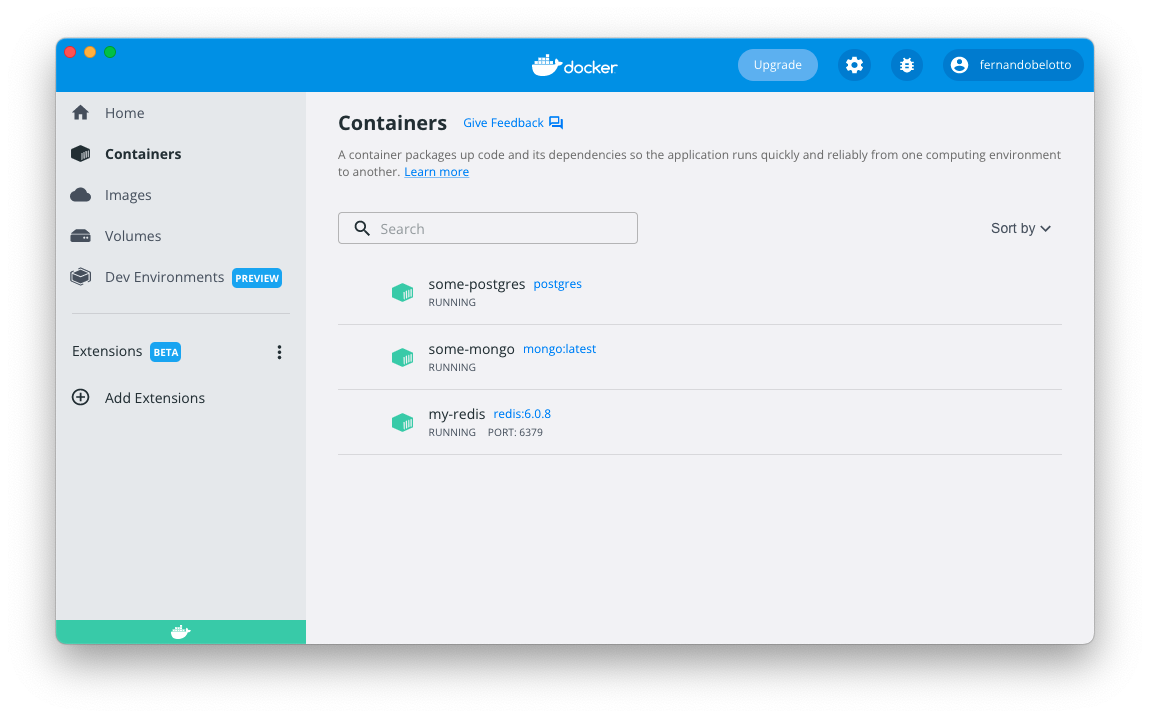 docker
Upgrade
fernandobelotto
Home
Containers
Images
Volumes
Dev Environments PREVIEW
Extensions BETA
Add Extensions
Containers Give Feedback
A container packages up code and its dependencies so the application runs quickly and reliably from one computing environment
to another. Learn more
Search
Sort by
some-postgres postgres
RUNNING
some-mongo mongo:latest
RUNNING
my-redis redis:6.0.8
RUNNING PORT: 6379